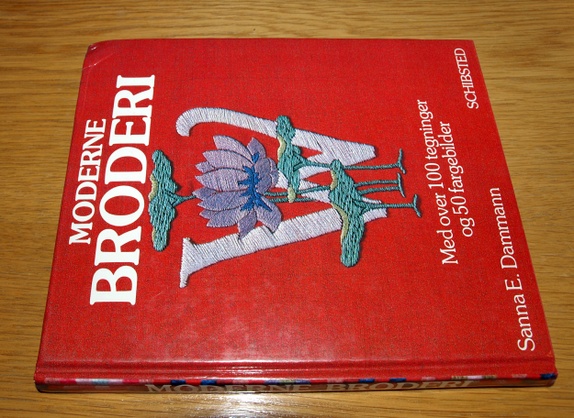 MODERNE
BRODERI
Med over 100 tegninger
og 50 fargebilder
Sanna E. Dammann
SCHIBSTED
MODERNE BRODERI